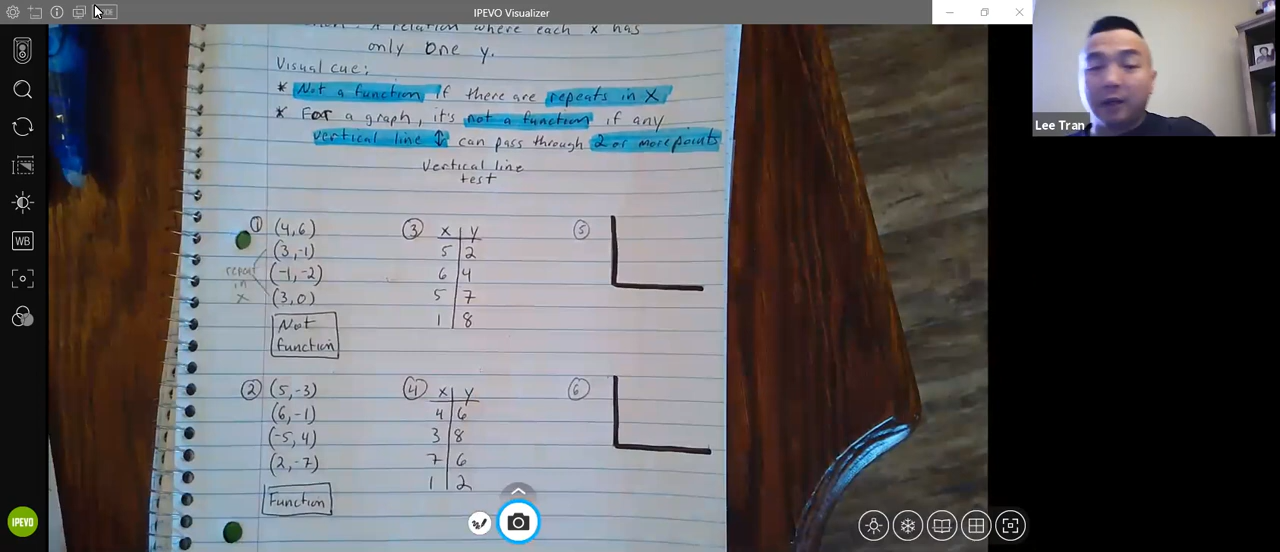 IPEVO Visualizer
A relation where each x has
only one y.
Visual cue:
* Not a function if there are repeats in X
* For a graph, it's not a function if any
vertical line ↕ can pass through 2 or more points
Vertical line
test
① (4,6)
(3,-1)
(-1,-2)
(3,0)
repeat
in
x
Not
function
② (5,-3)
(6,-1)
(-5,4)
(2,-7)
Function
③ x y
5 2
6 4
5 7
1 8
④ x y
4 6
3 8
7 6
1 2
⑤
⑥
Lee Tran
WB
IPEVO